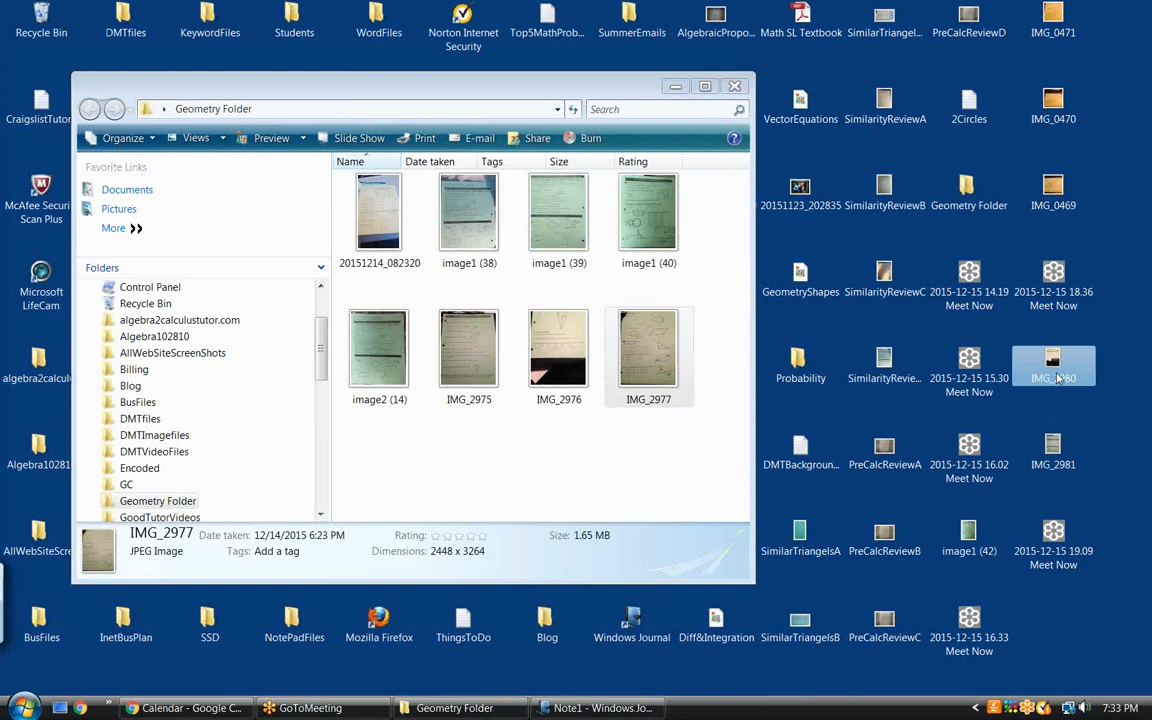 Recycle Bin
DMTfiles
KeywordFiles
Students
WordFiles
Norton Internet
Security
Top5MathProb...
SummerEmails
AlgebraicPropo...
Math SL Textbook
SimilarTriangel...
PreCalcReviewD
IMG_0471
Geometry Folder
Search
Organize
Views
Preview
Slide Show
Print
E-mail
Share
Burn
?
CraigslistTutor
VectorEquations
SimilarityReviewA
2Circles
IMG_0470
Favorite Links
Documents
Pictures
More
Folders
Name
Date taken
Tags
Size
Rating
20151214_082320
image1 (38)
image1 (39)
image1 (40)
McAfee Securi
Scan Plus
20151123_202835
SimilarityReviewB
Geometry Folder
IMG_0469
Microsoft
LifeCam
Control Panel
Recycle Bin
algebra2calculustutor.com
Algebra102810
AllWebSiteScreenShots
Billing
Blog
BusFiles
DMTfiles
DMTImagefiles
DMTVideoFiles
Encoded
GC
Geometry Folder
GoodTutorVideos
image2 (14)
IMG_2975
IMG_2976
IMG_2977
GeometryShapes
SimilarityReviewC
2015-12-15 14.19
Meet Now
2015-12-15 18.36
Meet Now
algebra2calcul
Probability
SimilarityRevie...
2015-12-15 15.30
Meet Now
IMG_2980
Algebra10281
DMTBackgroun...
PreCalcReviewA
2015-12-15 16.02
Meet Now
IMG_2981
IMG_2977
JPEG Image
Date taken: 12/14/2015 6:23 PM
Tags: Add a tag
Rating:
Dimensions: 2448 x 3264
Size: 1.65 MB
AllWebSiteScre
SimilarTrianglsA
PreCalcReviewB
image1 (42)
2015-12-15 19.09
Meet Now
BusFiles
InetBusPlan
SSD
NotePadFiles
Mozilla Firefox
ThingsToDo
Blog
Windows Journal
Diff&Integration
SimilarTrianglsB
PreCalcReviewC
2015-12-15 16.33
Meet Now
Calendar - Google C...
GoToMeeting
Geometry Folder
Note1 - Windows Jo...
7:33 PM